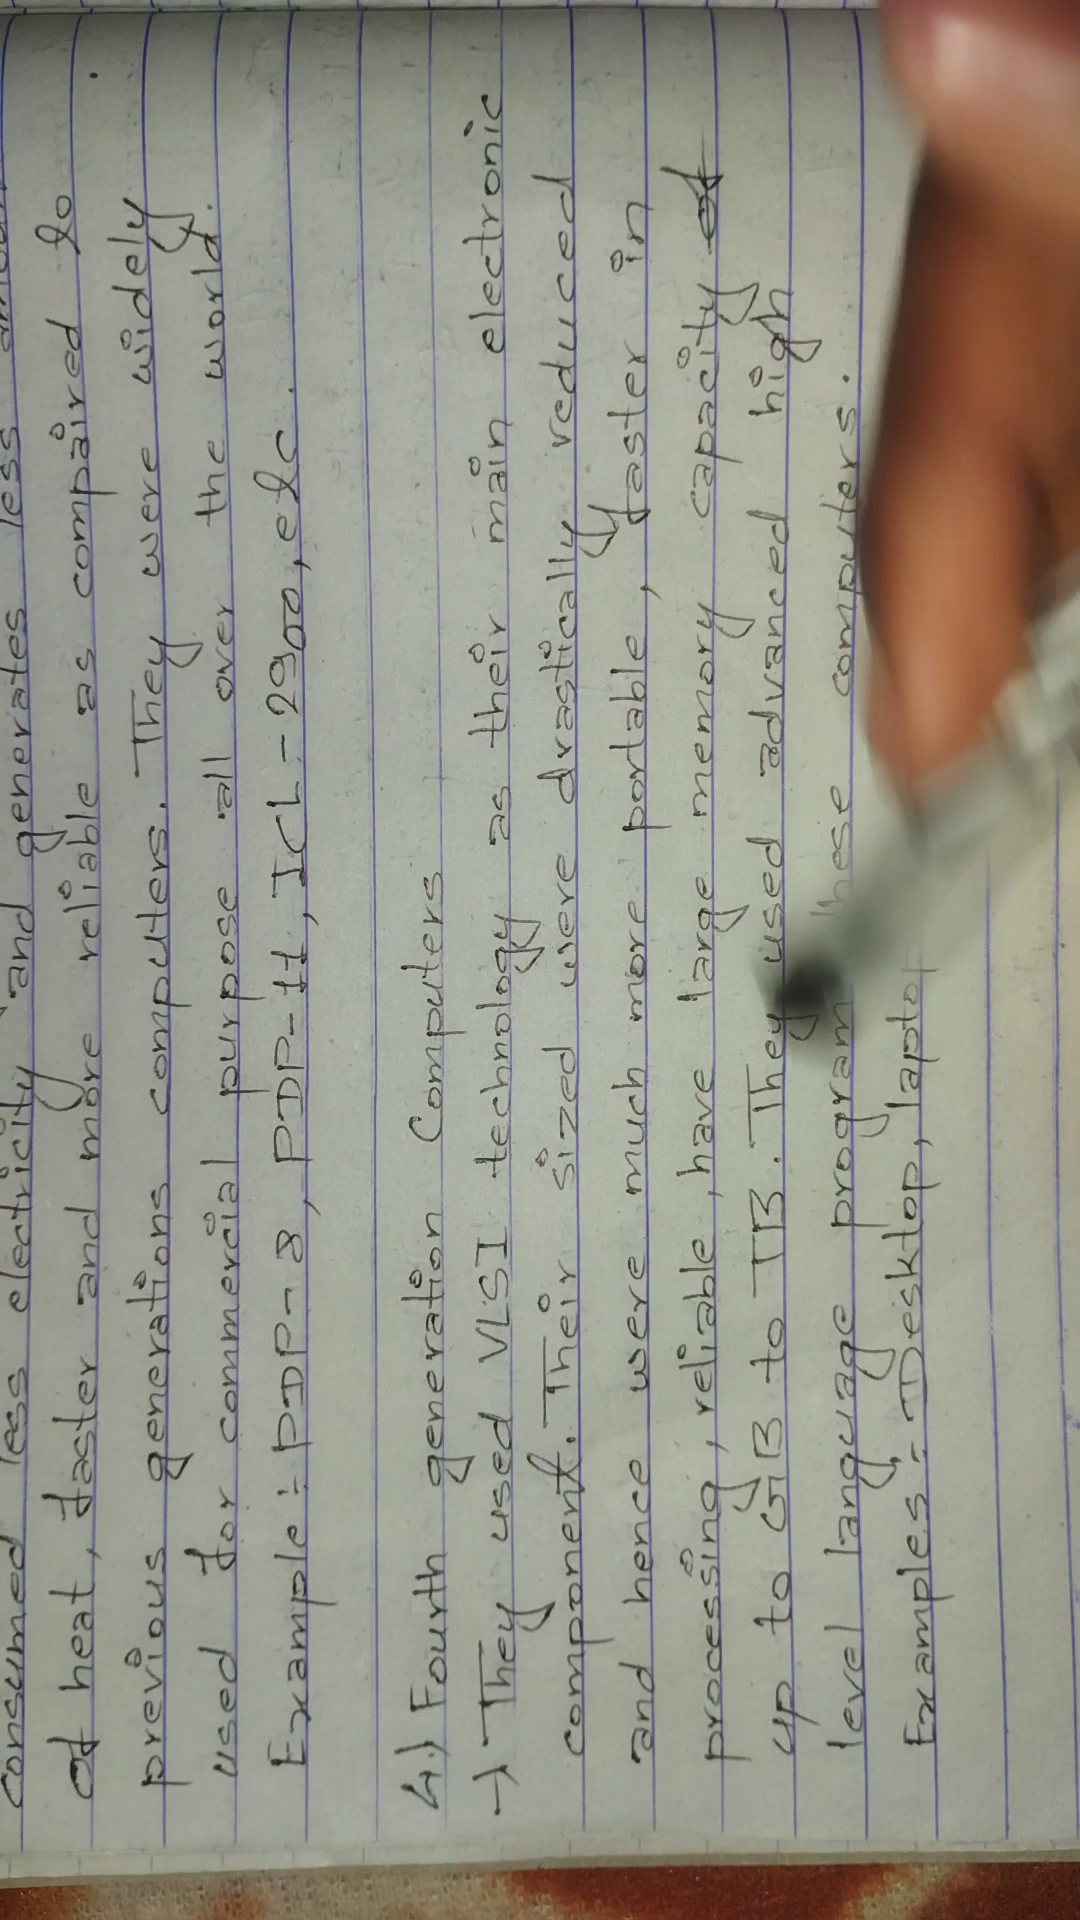 consumed less electricity and generates less
of heat, faster and more reliable as compaired to
previous generations computers. They were widely
used for commercial purpose all over the world.
Example :- PDP-8, PDP-11, ICL-2900, etc.
4.) Fourth generation Computers
→ They used VLSI technology as their main electronic
component. Their sized were drastically reduced
and hence were much more portable, faster in
processing, reliable, have large memory capacity of
up to GB to TB. They used advanced high
level language program computers.
Examples :- Desktop,